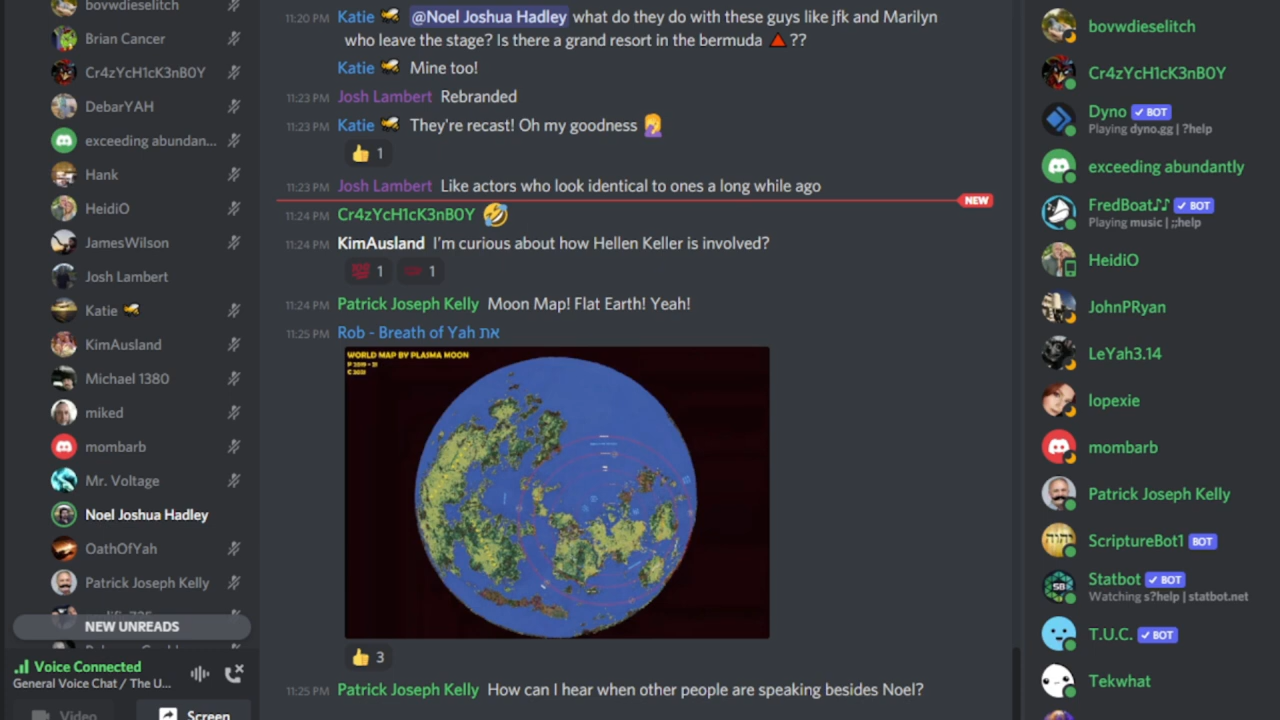 bovwdieselitch
Brian Cancer
Cr4zYcH1cK3nB0Y
DebarYAH
exceeding abundan...
Hank
HeidiO
JamesWilson
Josh Lambert
Katie
KimAusland
Michael 1380
miked
mombarb
Mr. Voltage
Noel Joshua Hadley
OathOfYah
Patrick Joseph Kelly
NEW UNREADS
Voice Connected
General Voice Chat / The U...
Video
Screen
11:20 PM Katie 🐝 @Noel Joshua Hadley what do they do with these guys like jfk and Marilyn
who leave the stage? Is there a grand resort in the bermuda 🔺 ??
Katie 🐝 Mine too!
11:23 PM Josh Lambert Rebranded
11:23 PM Katie 🐝 They're recast! Oh my goodness 🤦
👍 1
11:23 PM Josh Lambert Like actors who look identical to ones a long while ago
NEW
11:24 PM Cr4zYcH1cK3nB0Y 🤣
11:24 PM KimAusland I'm curious about how Hellen Keller is involved?
💯 1 1
11:24 PM Patrick Joseph Kelly Moon Map! Flat Earth! Yeah!
11:25 PM Rob - Breath of Yah את
WORLD MAP BY PLASMA MOON
👍 3
11:25 PM Patrick Joseph Kelly How can I hear when other people are speaking besides Noel?
bovwdieselitch
Cr4zYcH1cK3nB0Y
Dyno ✓ BOT
Playing dyno.gg | ?help
exceeding abundantly
FredBoat♪♪ ✓ BOT
Playing music | ;;help
HeidiO
JohnPRyan
LeYah3.14
lopexie
mombarb
Patrick Joseph Kelly
יהוה
ScriptureBot1 BOT
SB
Statbot ✓ BOT
Watching s?help | statbot.net
T.U.C. ✓ BOT
Tekwhat